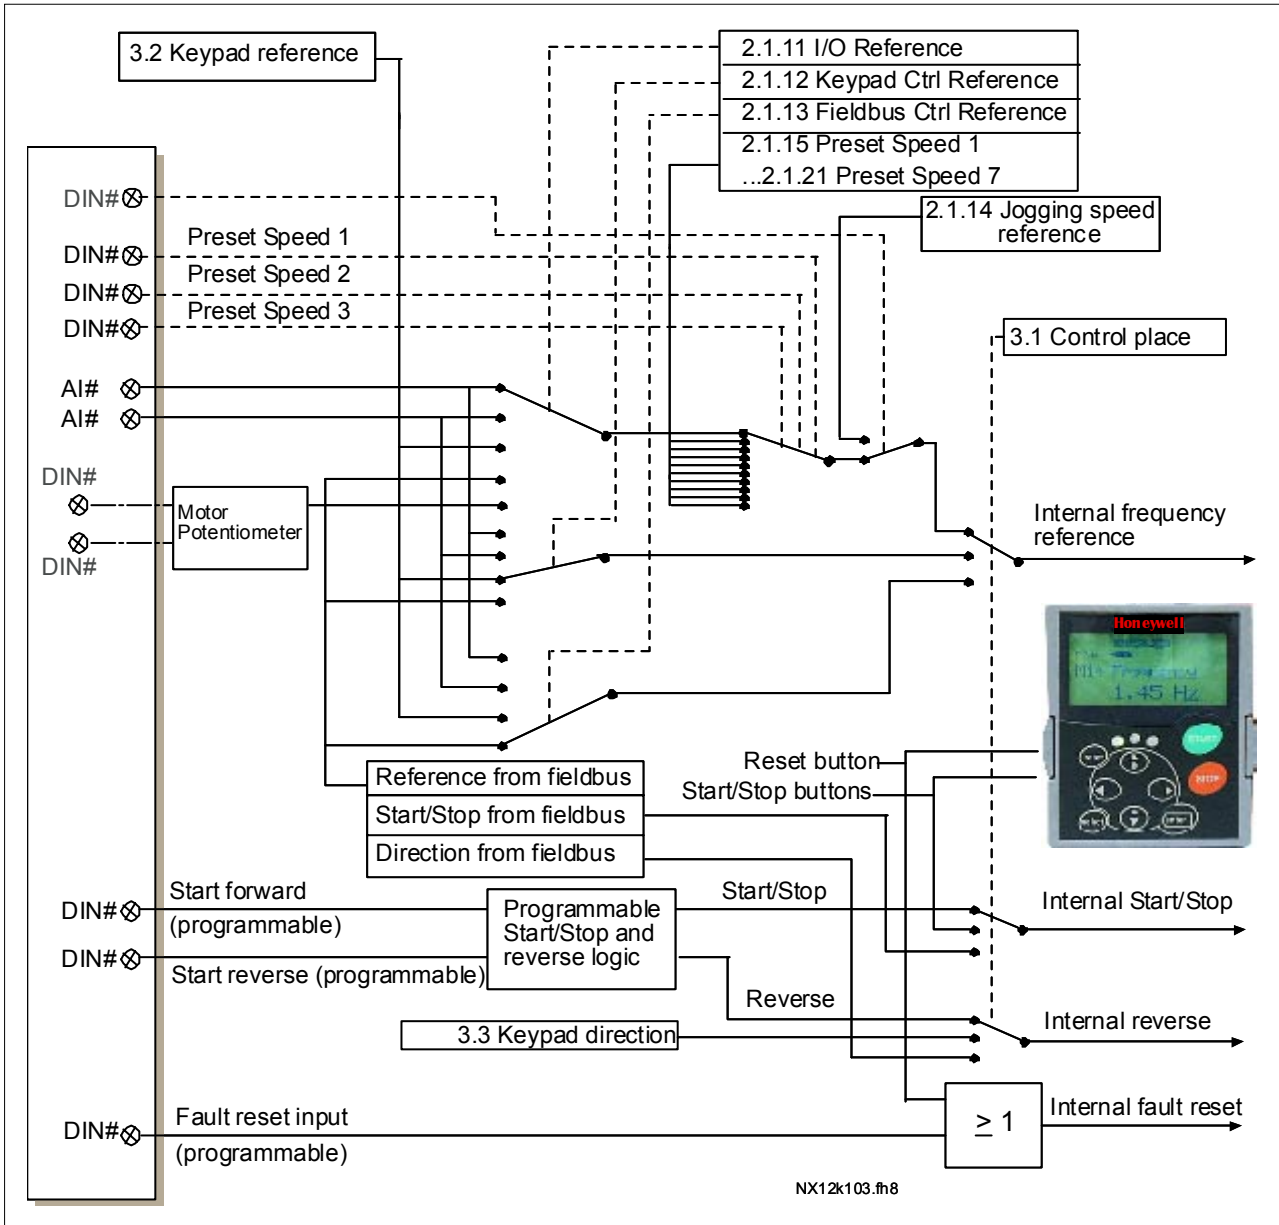 3.2 Keypad reference
2.1.11 I/O Reference
2.1.12 Keypad Ctrl Reference
2.1.13 Fieldbus Ctrl Reference
2.1.15 Preset Speed 1
...2.1.21 Preset Speed 7
2.1.14 Jogging speed
reference
3.1 Control place
DIN#
Preset Speed 1
DIN#
Preset Speed 2
DIN#
Preset Speed 3
DIN#
AI#
AI#
DIN#
Motor
Potentiometer
DIN#
Internal frequency
reference
Honeywell
1.45 Hz
START
STOP
Reset button
Start/Stop buttons
Reference from fieldbus
Start/Stop from fieldbus
Direction from fieldbus
DIN#
Start forward
(programmable)
DIN#
Start reverse (programmable)
Programmable
Start/Stop and
reverse logic
Start/Stop
Internal Start/Stop
Reverse
Internal reverse
3.3 Keypad direction
DIN#
Fault reset input
(programmable)
≥ 1
Internal fault reset
NX12k103.fh8